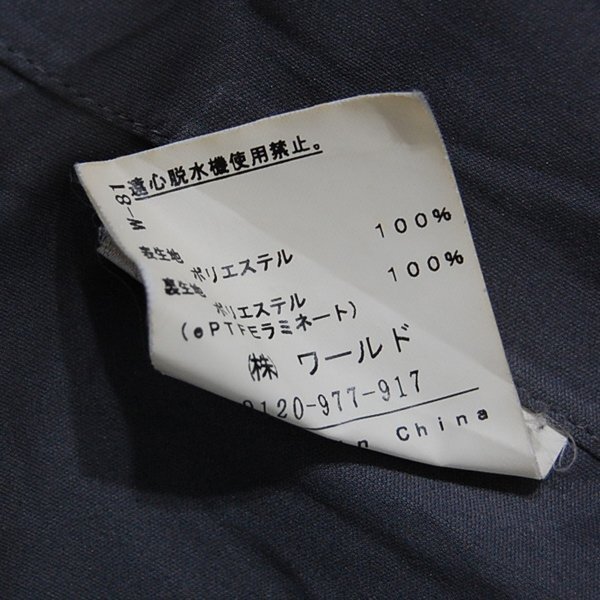 W-81
遠心脱水機使用禁止。
表生地
ポリエステル 100%
裏生地
ポリエステル 100%
(ePTFEラミネート)
㈱ ワールド
0120-977-917
in China